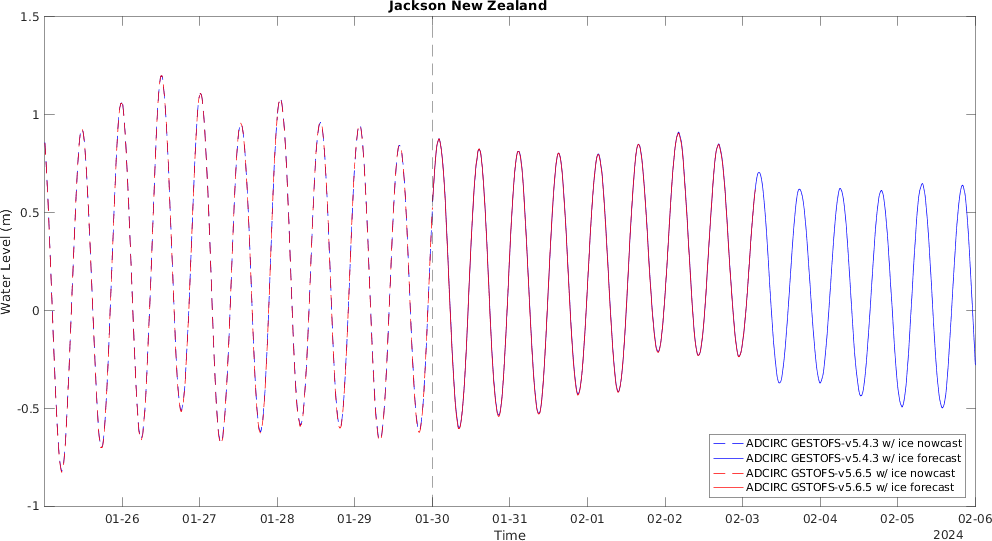 Jackson New Zealand
1.5
1
0.5
0
-0.5
-1
Water Level (m)
01-26 01-27 01-28 01-29 01-30 01-31 02-01 02-02 02-03 02-04 02-05 02-06
Time
2024
ADCIRC GESTOFS-v5.4.3 w/ ice nowcast
ADCIRC GESTOFS-v5.4.3 w/ ice forecast
ADCIRC GSTOFS-v5.6.5 w/ ice nowcast
ADCIRC GSTOFS-v5.6.5 w/ ice forecast